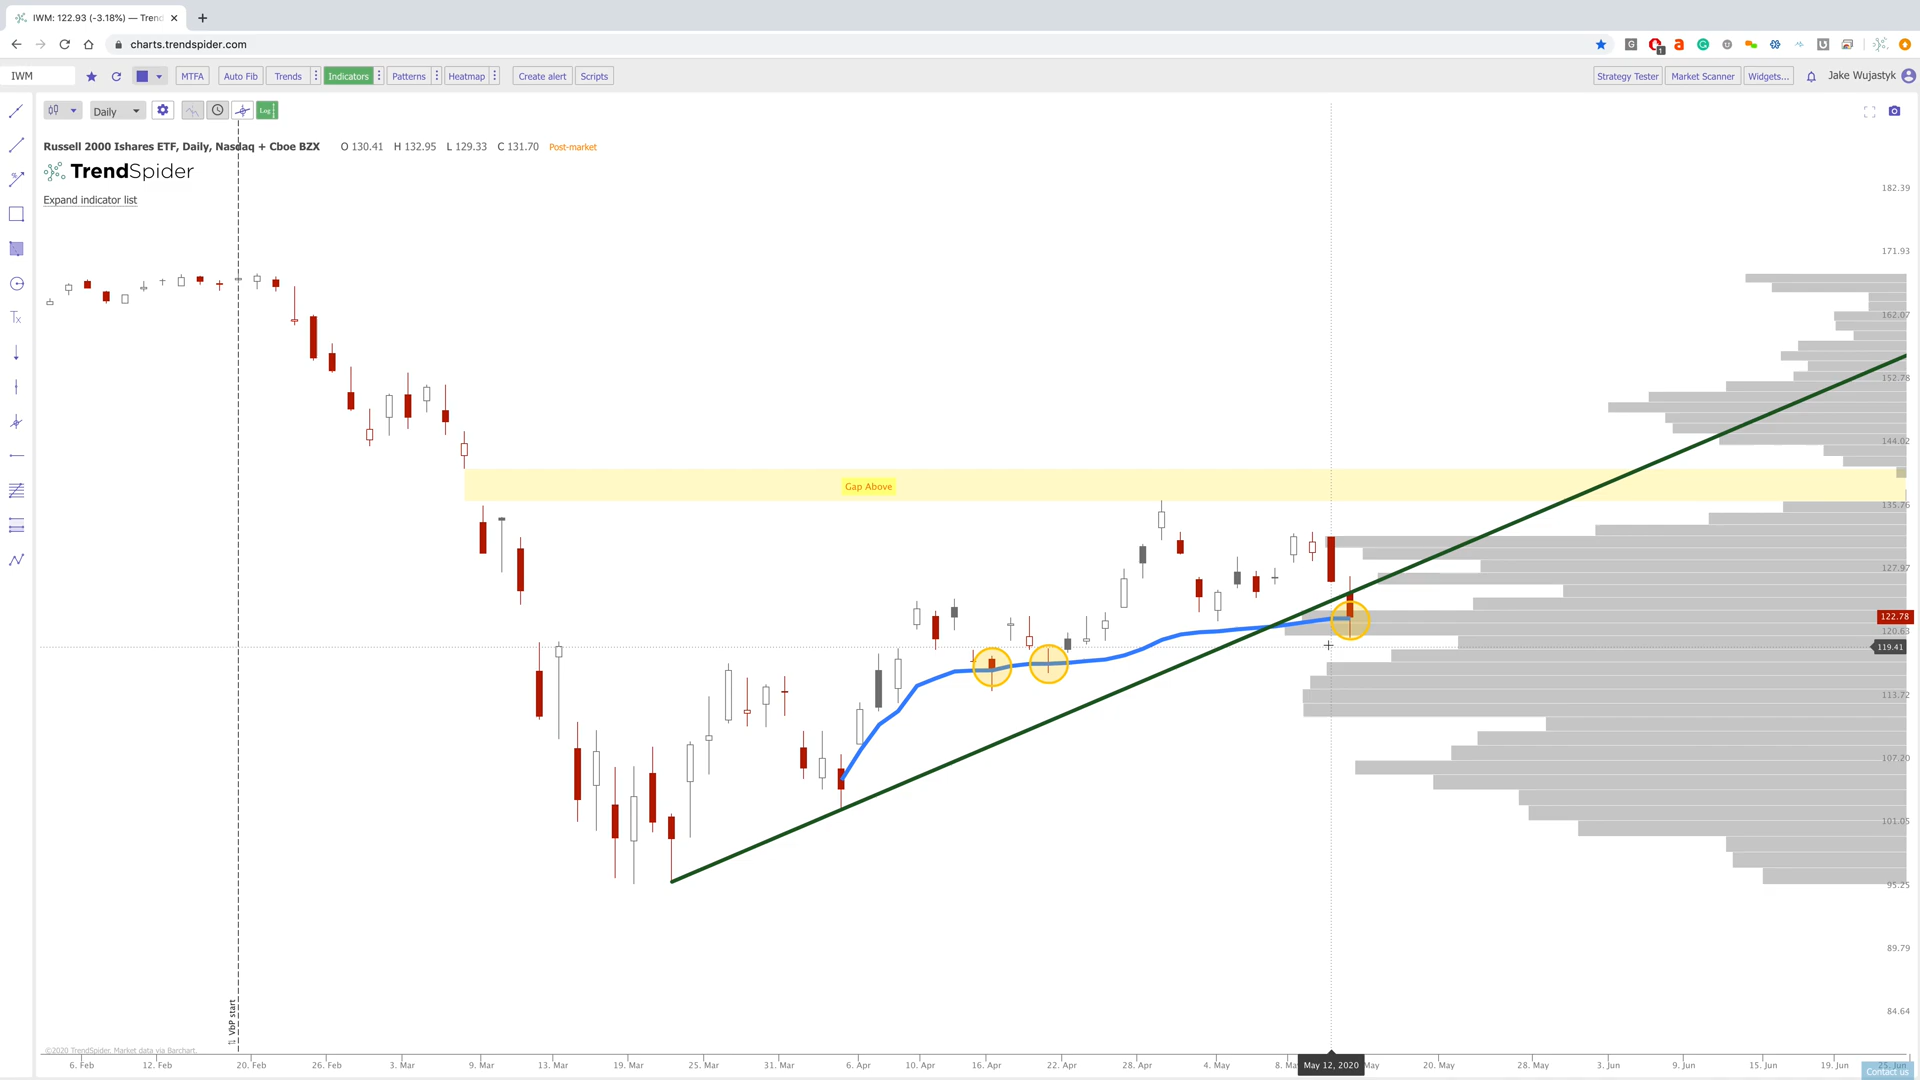 IWM: 122.93 (-3.18%) — Tren
charts.trendspider.com
IWM
MTFA
Auto Fib
Trends
Indicators
Patterns
Heatmap
Create alert
Scripts
Strategy Tester
Market Scanner
Widgets...
Jake Wujastyk
Daily
Log
Russell 2000 Ishares ETF, Daily, Nasdaq + Cboe BZX O 130.41 H 132.95 L 129.33 C 131.70 Post-market
TrendSpider
Expand indicator list
182.39
171.93
162.07
152.78
144.02
Gap Above
135.76
127.97
122.78
120.63
119.41
113.72
107.20
101.05
95.25
89.79
84.64
VbP start
©2020 TrendSpider. Market data via Barchart.
6. Feb
12. Feb
20. Feb
26. Feb
3. Mar
9. Mar
13. Mar
19. Mar
25. Mar
31. Mar
6. Apr
10. Apr
16. Apr
22. Apr
28. Apr
4. May
8. Ma
May 12, 2020
May
20. May
28. May
3. Jun
9. Jun
15. Jun
19. Jun
25. Jun
Contact us